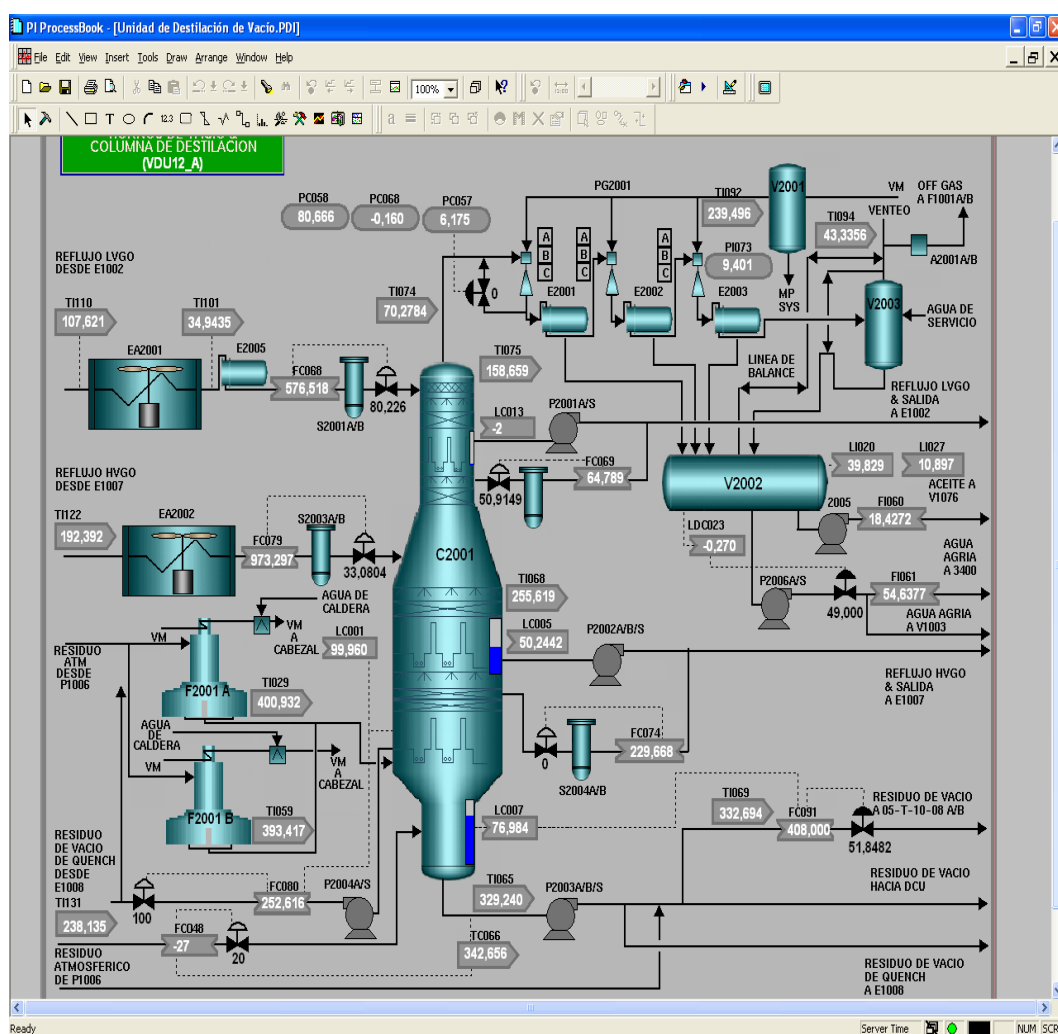 PI ProcessBook - [Unidad de Destilación de Vacío.PDI]
File Edit View Insert Tools Draw Arrange Window Help
100%
T 123
COLUMNA DE DESTILACION
(VDU12_A)
PC058
80,666
PC068
-0,160
PC057
6,175
PG2001
TI092
239,496
V2001
VM
OFF GAS
A F1001A/B
VENTEO
TI094
43,3356
A2001A/B
A
B
C
A
B
C
A
B
C
PI073
9,401
MP
SYS
0
E2001
E2002
E2003
V2003
AGUA DE
SERVICIO
REFLUJO LVGO
DESDE E1002
TI110
107,621
TI101
34,9435
TI074
70,2784
EA2001
E2005
FC068
576,518
S2001A/B
80,226
TI075
158,659
LINEA DE
BALANCE
REFLUJO LVGO
& SALIDA
A E1002
LC013
-2
P2001A/S
FC069
64,789
50,9149
V2002
LI020
39,829
LI027
10,897
ACEITE A
V1076
2005
FI060
18,4272
LDC023
-0,270
AGUA
AGRIA
A 3400
REFLUJO HVGO
DESDE E1007
TI122
192,392
EA2002
FC079
973,297
S2003A/B
33,0804
C2001
TI068
255,619
P2006A/S
49,000
FI061
54,6377
AGUA AGRIA
A V1003
AGUA DE
CALDERA
VM
VM
A
CABEZAL
LC001
99,960
LC005
50,2442
P2002A/B/S
RESIDUO
ATM
DESDE
P1006
F2001 A
TI029
400,932
REFLUJO HVGO
& SALIDA
A E1007
AGUA
DE
CALDERA
VM
VM
A
CABEZAL
FC074
229,668
0
S2004A/B
F2001 B
TI059
393,417
LC007
76,984
TI069
332,694
FC091
408,000
51,8482
RESIDUO DE VACIO
A 05-T-10-08 A/B
RESIDUO
DE VACIO
DE QUENCH
DESDE
E1008
TI131
238,135
100
FC080
252,616
P2004A/S
TI065
329,240
P2003A/B/S
RESIDUO DE VACIO
HACIA DCU
FC048
-27
20
TC066
342,656
RESIDUO
ATMOSFERICO
DE P1006
RESIDUO DE VACIO
DE QUENCH
A E1008
Ready
Server Time
NUM
SCR